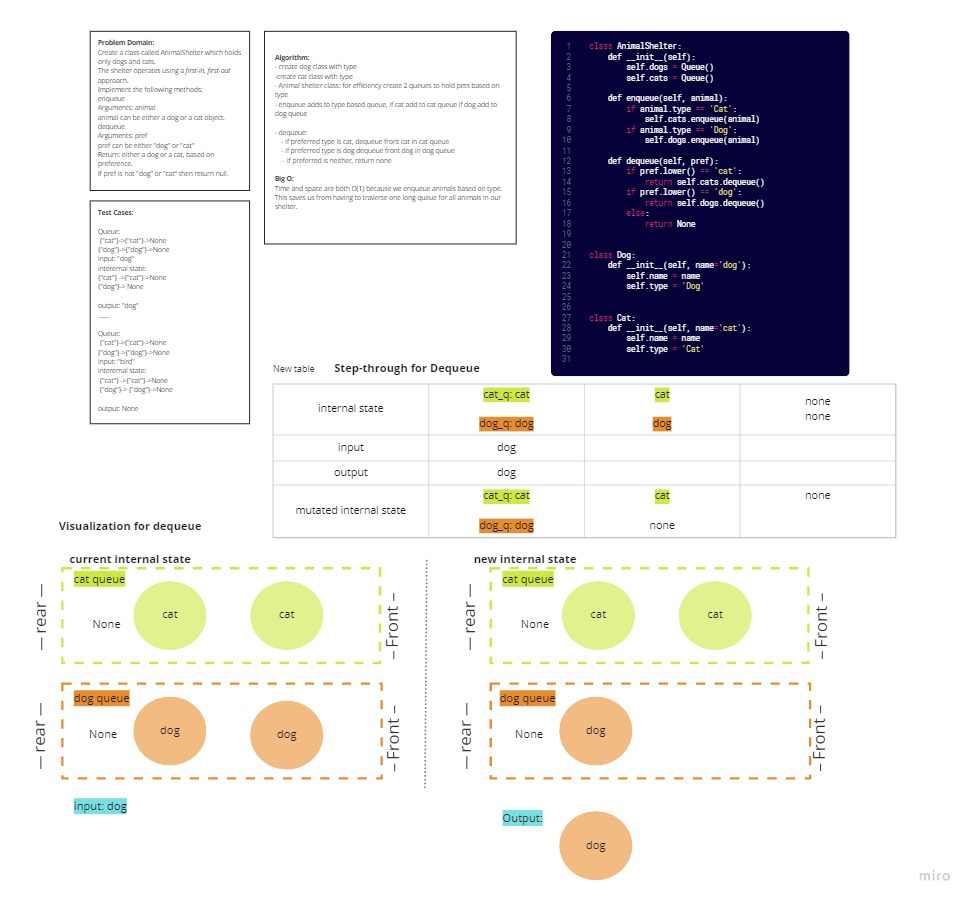 Problem Domain:
Create a class called AnimalShelter which holds
only dogs and cats.
The shelter operates using a first-in, first-out
approach.
Implement the following methods:
enqueue
Arguments: animal
animal can be either a dog or a cat object.
dequeue
Arguments: pref
pref can be either "dog" or "cat"
Return: either a dog or a cat, based on
preference.
If pref is not "dog" or "cat" then return null.
Test Cases:
Queue:
{"cat"}->{"cat"}->None
{"dog"}->{"dog"}->None
input: "dog"
interemal state:
{"cat"} ->{"cat"}->None
{"dog"}-> None
output: "dog"
____
Queue:
{"cat"}->{"cat"}->None
{"dog"}->{"dog"}->None
input: "bird"
interemal state:
{"cat"} ->{"cat"}->None
{"dog"}-> {"dog"}->None
output: None
Algorithm:
- create dog class with type
-create cat class with type
- Animal shelter class: for efficiency create 2 queues to hold pets based on
type
- enqueue adds to type based queue, if cat add to cat queue if dog add to
dog queue
- dequeue:
- if preferred type is cat, dequeue front cat in cat queue
- if preferred type is dog dequeue front dog in dog queue
- if preferred is neither, return none
Big O:
Time and space are both O(1) because we enqueue animals based on type.
This saves us from having to traverse one long queue for all animals in our
shelter.
1 class AnimalShelter:
2 def __init__(self):
3 self.dogs = Queue()
4 self.cats = Queue()
5
6 def enqueue(self, animal):
7 if animal.type == 'Cat':
8 self.cats.enqueue(animal)
9 if animal.type == 'Dog':
10 self.dogs.enqueue(animal)
11
12 def dequeue(self, pref):
13 if pref.lower() == 'cat':
14 return self.cats.dequeue()
15 if pref.lower() == 'dog':
16 return self.dogs.dequeue()
17 else:
18 return None
19
20
21 class Dog:
22 def __init__(self, name='dog'):
23 self.name = name
24 self.type = 'Dog'
25
26
27 class Cat:
28 def __init__(self, name='cat'):
29 self.name = name
30 self.type = 'Cat'
31
New table Step-through for Dequeue
internal state
cat_q: cat
dog_q: dog
cat
dog
none
none
input dog
output dog
mutated internal state
cat_q: cat
dog_q: dog
cat
none
none
Visualization for dequeue
current internal state
cat queue
— rear —
None
cat
cat
– Front –
dog queue
— rear —
None
dog
dog
– Front –
input: dog
new internal state
cat queue
— rear —
None
cat
cat
– Front –
dog queue
— rear —
None
dog
– Front –
Output:
dog
miro